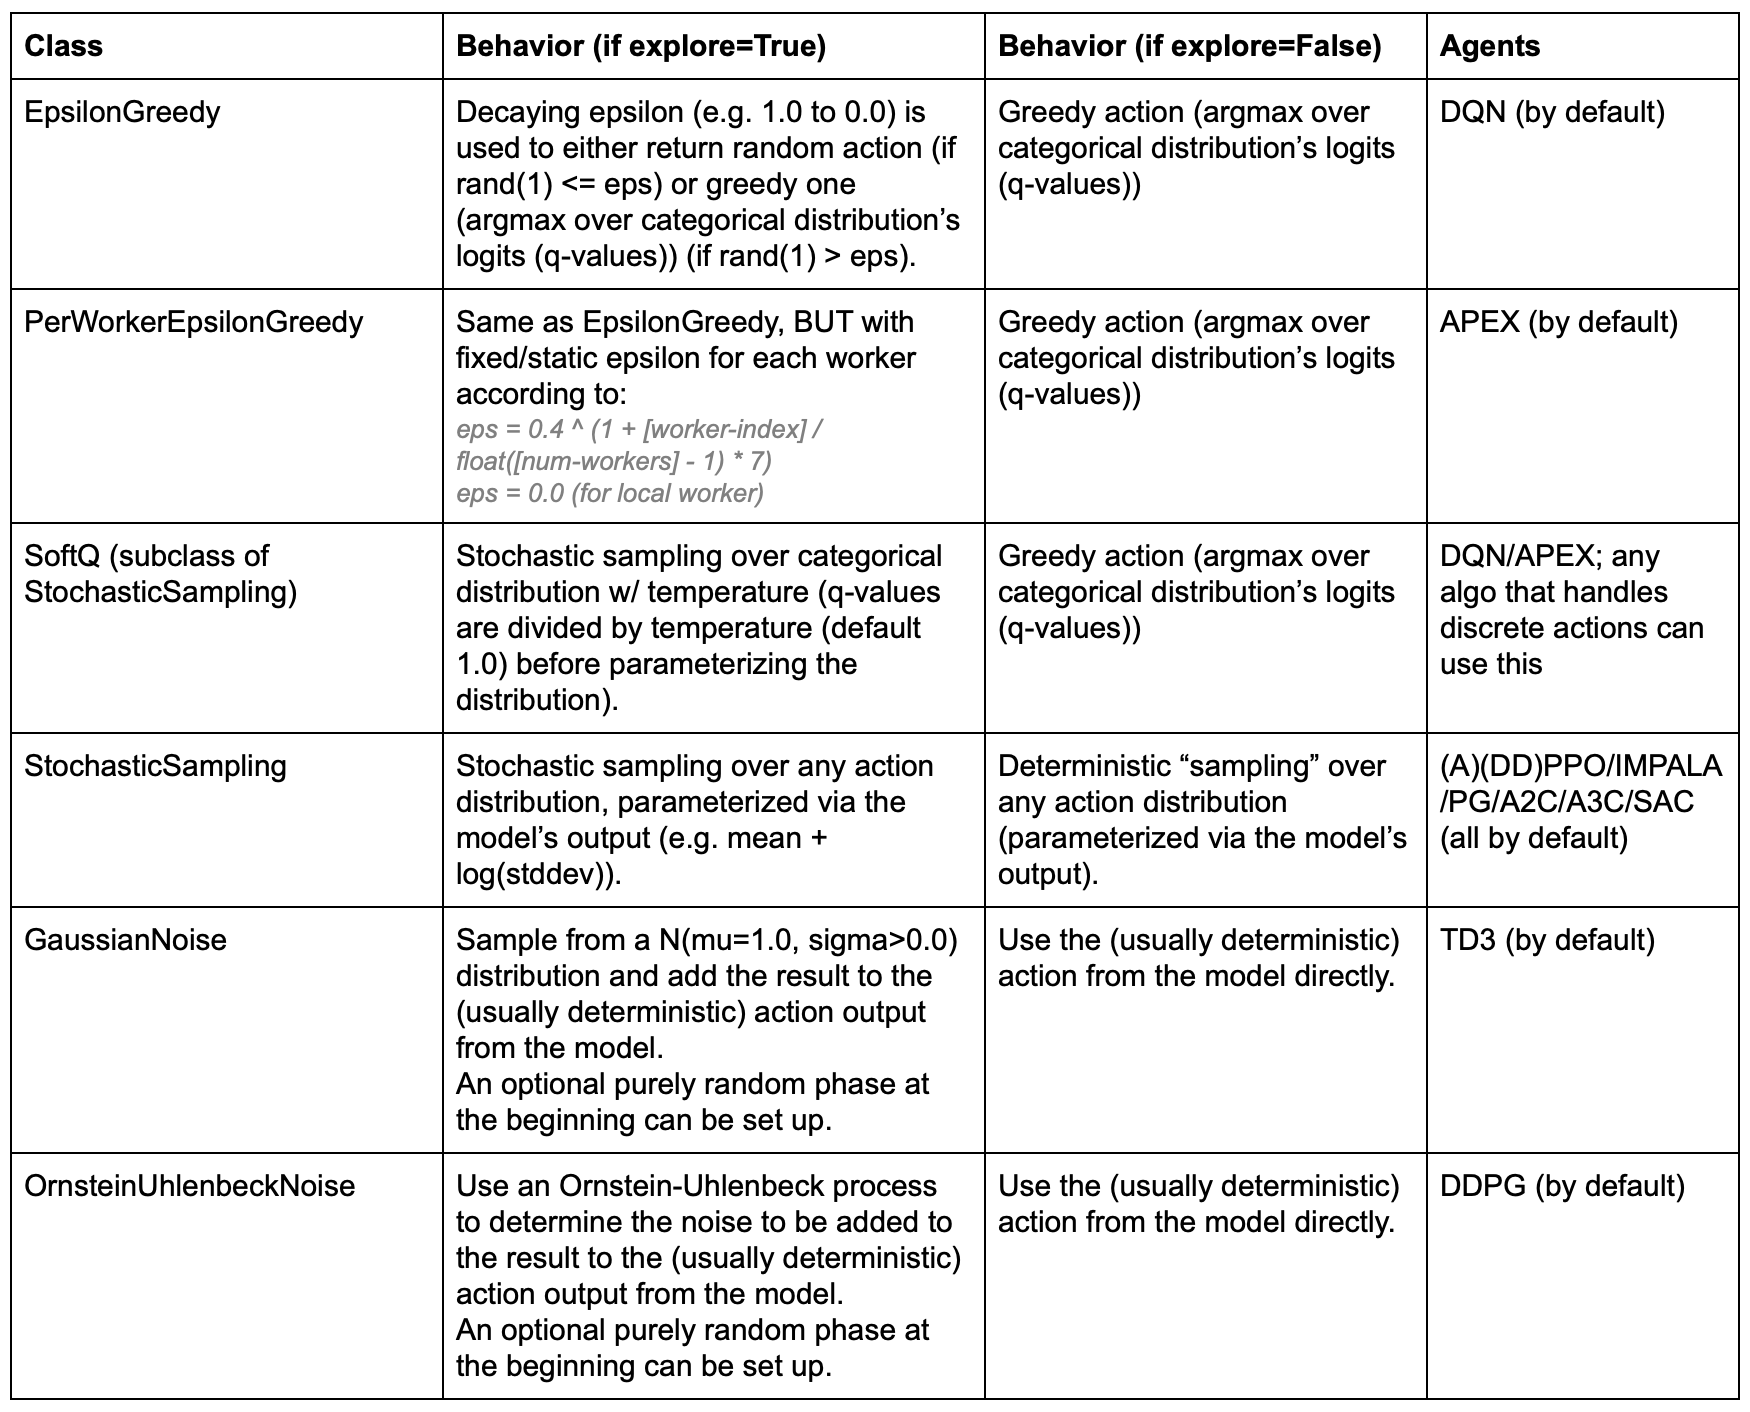 Class
Behavior (if explore=True)
Behavior (if explore=False)
Agents
EpsilonGreedy
Decaying epsilon (e.g. 1.0 to 0.0) is
used to either return random action (if
rand(1) <= eps) or greedy one
(argmax over categorical distribution’s
logits (q-values)) (if rand(1) > eps).
Greedy action (argmax over
categorical distribution’s logits
(q-values))
DQN (by default)
PerWorkerEpsilonGreedy
Same as EpsilonGreedy, BUT with
fixed/static epsilon for each worker
according to:
eps = 0.4 ^ (1 + [worker-index] /
float([num-workers] - 1) * 7)
eps = 0.0 (for local worker)
Greedy action (argmax over
categorical distribution’s logits
(q-values))
APEX (by default)
SoftQ (subclass of
StochasticSampling)
Stochastic sampling over categorical
distribution w/ temperature (q-values
are divided by temperature (default
1.0) before parameterizing the
distribution).
Greedy action (argmax over
categorical distribution’s logits
(q-values))
DQN/APEX; any
algo that handles
discrete actions can
use this
StochasticSampling
Stochastic sampling over any action
distribution, parameterized via the
model’s output (e.g. mean +
log(stddev)).
Deterministic “sampling” over
any action distribution
(parameterized via the model’s
output).
(A)(DD)PPO/IMPALA
/PG/A2C/A3C/SAC
(all by default)
GaussianNoise
Sample from a N(mu=1.0, sigma>0.0)
distribution and add the result to the
(usually deterministic) action output
from the model.
An optional purely random phase at
the beginning can be set up.
Use the (usually deterministic)
action from the model directly.
TD3 (by default)
OrnsteinUhlenbeckNoise
Use an Ornstein-Uhlenbeck process
to determine the noise to be added to
the result to the (usually deterministic)
action output from the model.
An optional purely random phase at
the beginning can be set up.
Use the (usually deterministic)
action from the model directly.
DDPG (by default)